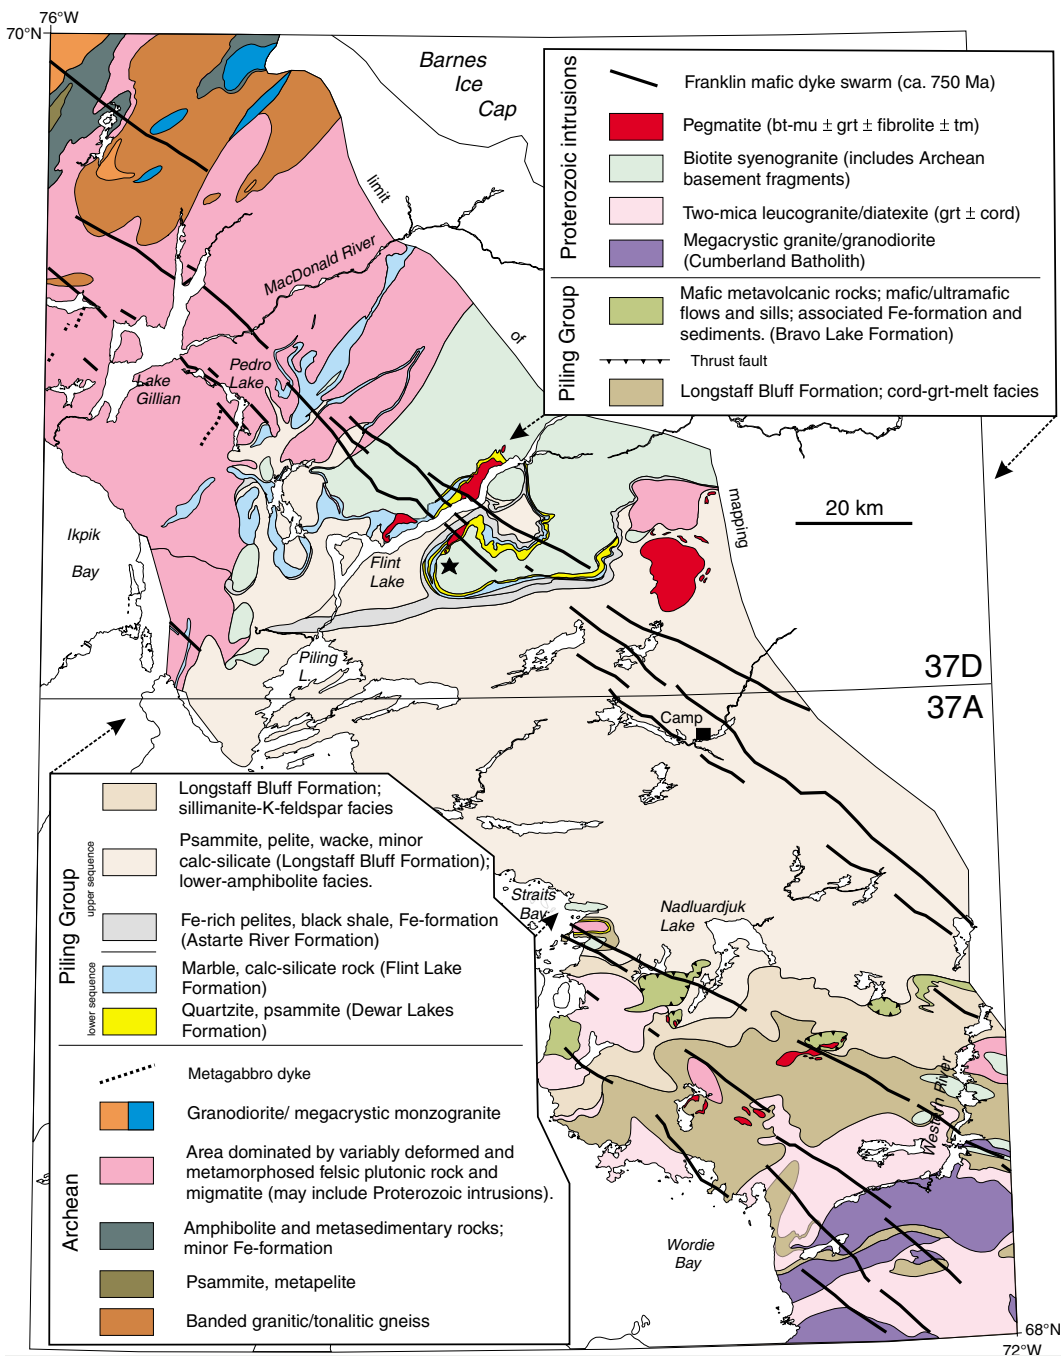 76°W
70°N
Barnes
Ice
Cap
limit
of
mapping
MacDonald River
Pedro
Lake
Lake
Gillian
Ikpik
Bay
Flint
Lake
Piling
L.
20 km
37D
37A
Camp
Straits
Bay
Nadluardjuk
Lake
Western River
Wordie
Bay
68°N
72°W
Proterozoic intrusions
Franklin mafic dyke swarm (ca. 750 Ma)
Pegmatite (bt-mu ± grt ± fibrolite ± tm)
Biotite syenogranite (includes Archean
basement fragments)
Two-mica leucogranite/diatexite (grt ± cord)
Megacrystic granite/granodiorite
(Cumberland Batholith)
Piling Group
Mafic metavolcanic rocks; mafic/ultramafic
flows and sills; associated Fe-formation and
sediments. (Bravo Lake Formation)
Thrust fault
Longstaff Bluff Formation; cord-grt-melt facies
Piling Group
upper sequence
Longstaff Bluff Formation;
sillimanite-K-feldspar facies
Psammite, pelite, wacke, minor
calc-silicate (Longstaff Bluff Formation);
lower-amphibolite facies.
Fe-rich pelites, black shale, Fe-formation
(Astarte River Formation)
lower sequence
Marble, calc-silicate rock (Flint Lake
Formation)
Quartzite, psammite (Dewar Lakes
Formation)
Archean
Metagabbro dyke
Granodiorite/ megacrystic monzogranite
Area dominated by variably deformed and
metamorphosed felsic plutonic rock and
migmatite (may include Proterozoic intrusions).
Amphibolite and metasedimentary rocks;
minor Fe-formation
Psammite, metapelite
Banded granitic/tonalitic gneiss